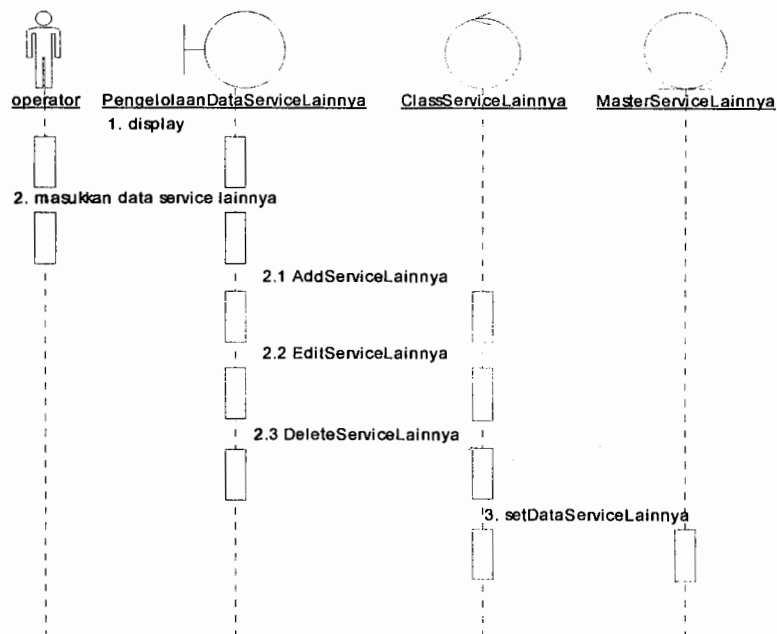 operator PengelolaanDataServiceLainnya ClassServiceLainnya MasterServiceLainnya
1. display
2. masukkan data service lainnya
2.1 AddServiceLainnya
2.2 EditServiceLainnya
2.3 DeleteServiceLainnya
3. setDataServiceLainnya